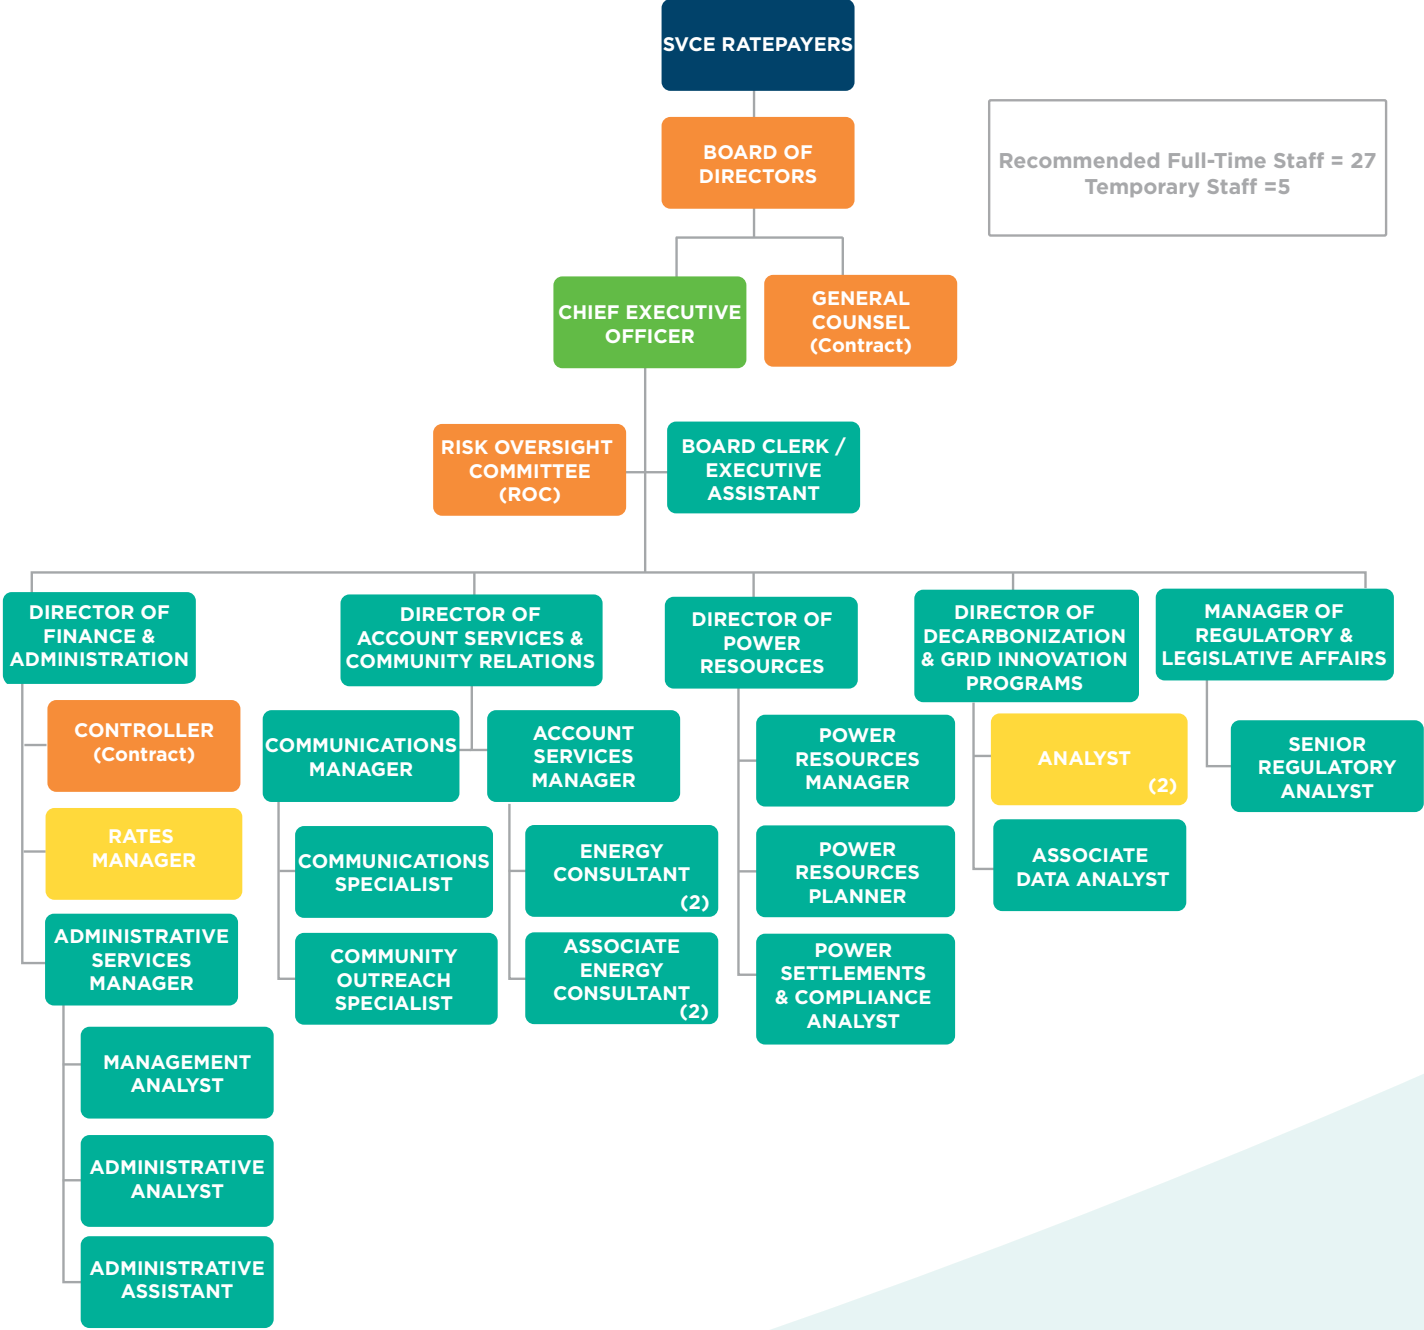 SVCE RATEPAYERS
BOARD OF
DIRECTORS
Recommended Full-Time Staff = 27
Temporary Staff =5
CHIEF EXECUTIVE
OFFICER
GENERAL
COUNSEL
(Contract)
RISK OVERSIGHT
COMMITTEE
(ROC)
BOARD CLERK /
EXECUTIVE
ASSISTANT
DIRECTOR OF
FINANCE &
ADMINISTRATION
DIRECTOR OF
ACCOUNT SERVICES &
COMMUNITY RELATIONS
DIRECTOR OF
POWER
RESOURCES
DIRECTOR OF
DECARBONIZATION
& GRID INNOVATION
PROGRAMS
MANAGER OF
REGULATORY &
LEGISLATIVE AFFAIRS
CONTROLLER
(Contract)
RATES
MANAGER
ADMINISTRATIVE
SERVICES
MANAGER
MANAGEMENT
ANALYST
ADMINISTRATIVE
ANALYST
ADMINISTRATIVE
ASSISTANT
COMMUNICATIONS
MANAGER
COMMUNICATIONS
SPECIALIST
COMMUNITY
OUTREACH
SPECIALIST
ACCOUNT
SERVICES
MANAGER
ENERGY
CONSULTANT
(2)
ASSOCIATE
ENERGY
CONSULTANT
(2)
POWER
RESOURCES
MANAGER
POWER
RESOURCES
PLANNER
POWER
SETTLEMENTS
& COMPLIANCE
ANALYST
ANALYST
(2)
ASSOCIATE
DATA ANALYST
SENIOR
REGULATORY
ANALYST